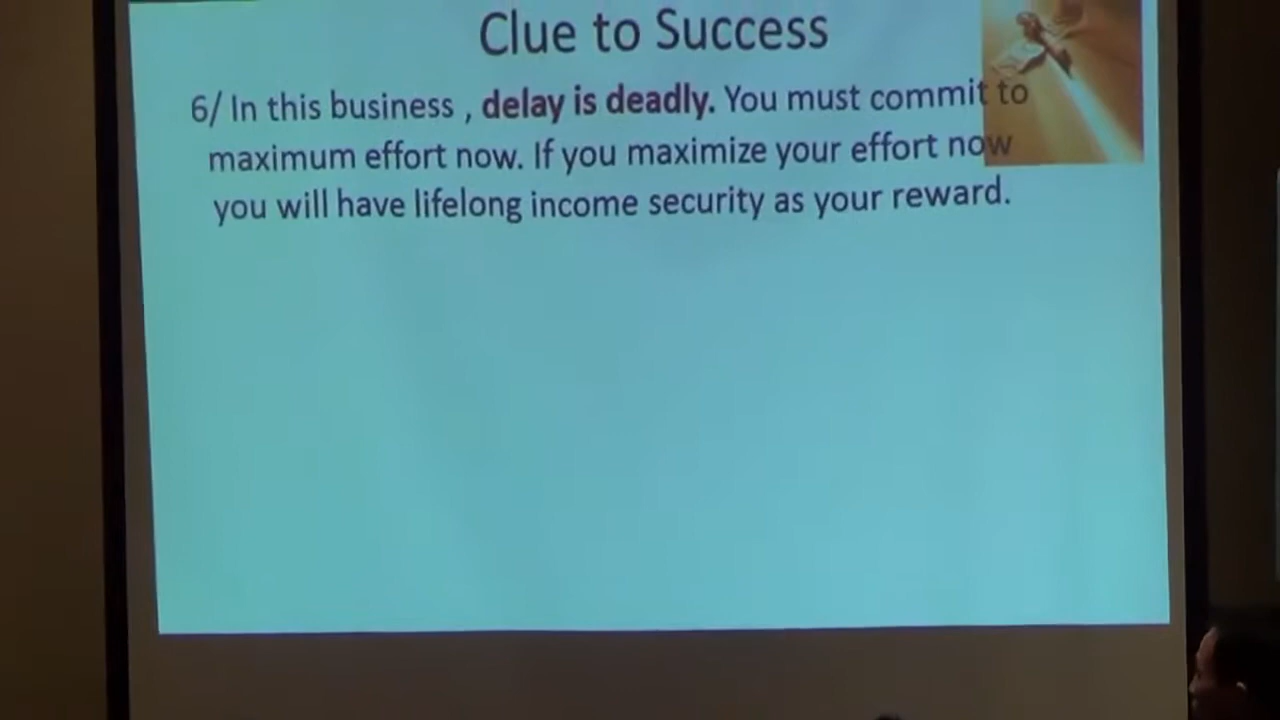 Clue to Success
6/ In this business , delay is deadly. You must commit to
maximum effort now. If you maximize your effort now
you will have lifelong income security as your reward.